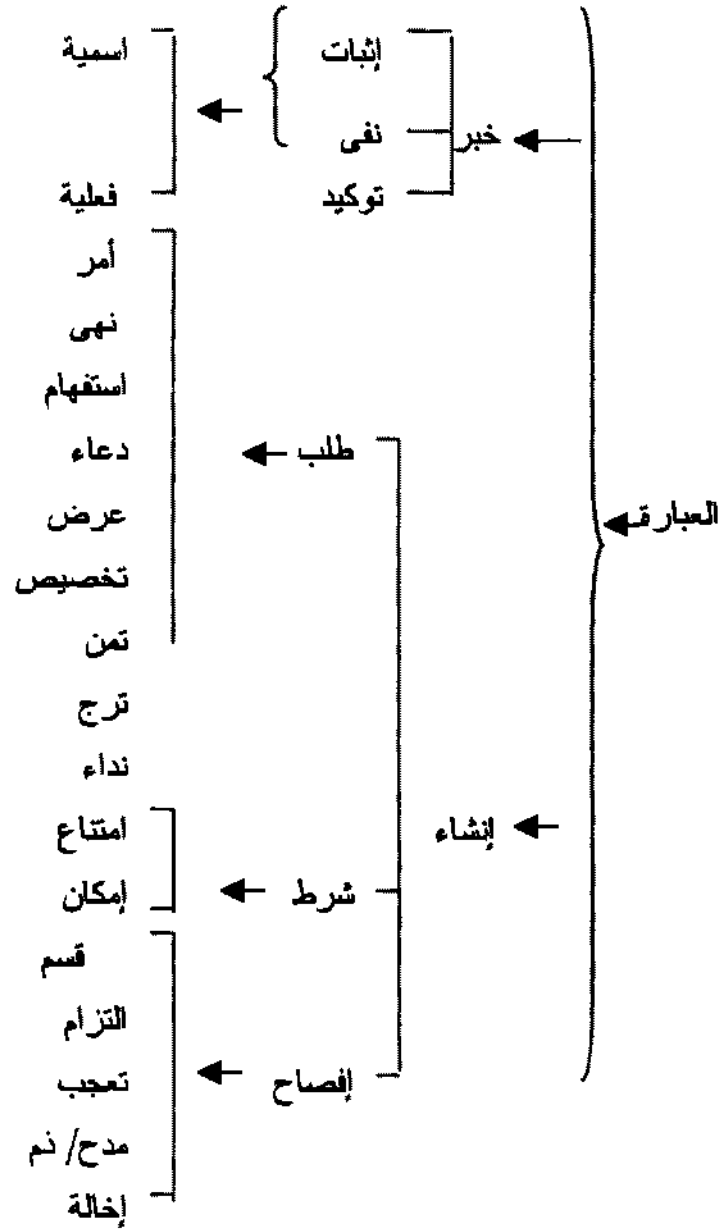 إثبات
اسمية
خبر
نفى
توكيد
فعلية
أمر
نهى
استفهام
طلب
دعاء
عرض
العبارة
تخصيص
تمن
ترج
نداء
إنشاء
امتناع
شرط
إمكان
قسم
التزام
إفصاح
تعجب
مدح/ ذم
إخالة